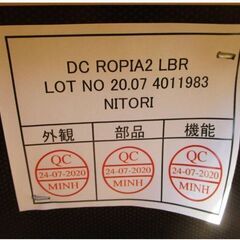 DC ROPIA2 LBR
LOT NO 20.07 4011983
NITORI
外観 部品 機能
QC QC QC
24-07-2020 24-07-2020 24-07-2020
MINH MINH MINH